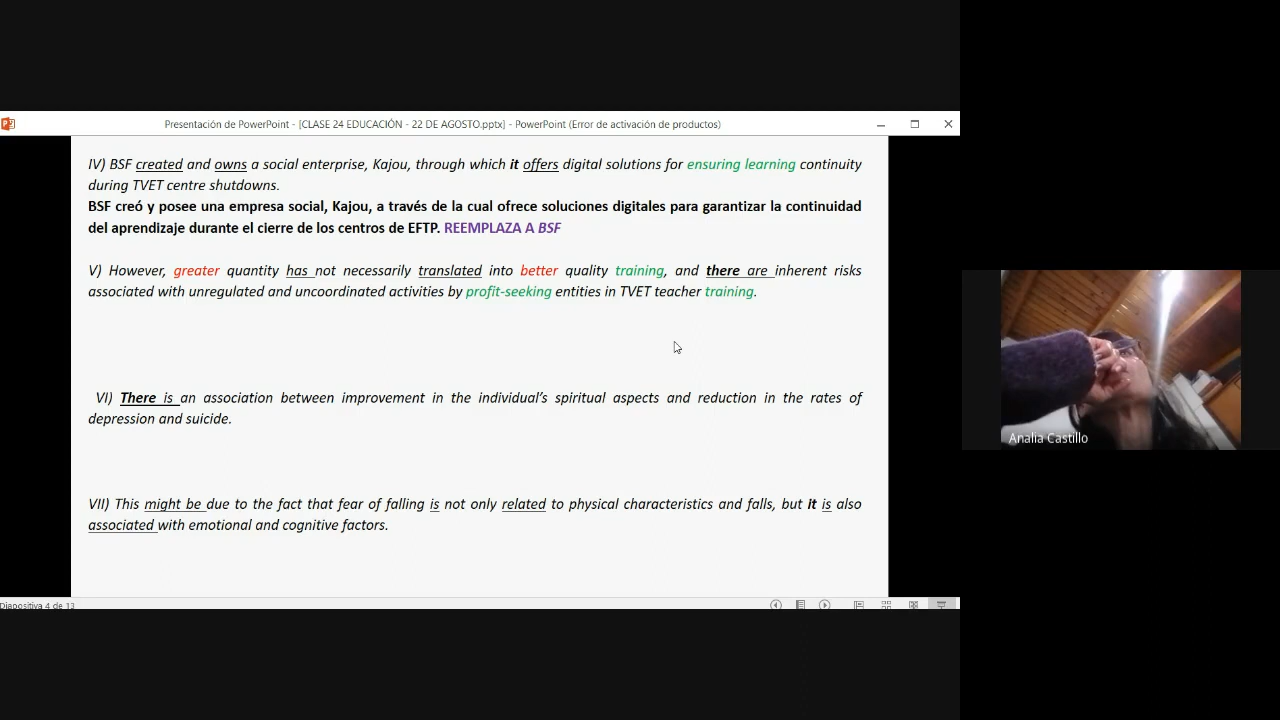 Presentación de PowerPoint - [CLASE 24 EDUCACIÓN - 22 DE AGOSTO.pptx] - PowerPoint (Error de activación de productos)
IV) BSF created and owns a social enterprise, Kajou, through which it offers digital solutions for ensuring learning continuity
during TVET centre shutdowns.
BSF creó y posee una empresa social, Kajou, a través de la cual ofrece soluciones digitales para garantizar la continuidad
del aprendizaje durante el cierre de los centros de EFTP. REEMPLAZA A BSF
V) However, greater quantity has not necessarily translated into better quality training, and there are inherent risks
associated with unregulated and uncoordinated activities by profit-seeking entities in TVET teacher training.
VI) There is an association between improvement in the individual’s spiritual aspects and reduction in the rates of
depression and suicide.
VII) This might be due to the fact that fear of falling is not only related to physical characteristics and falls, but it is also
associated with emotional and cognitive factors.
Diapositiva 4 de 13
Analia Castillo